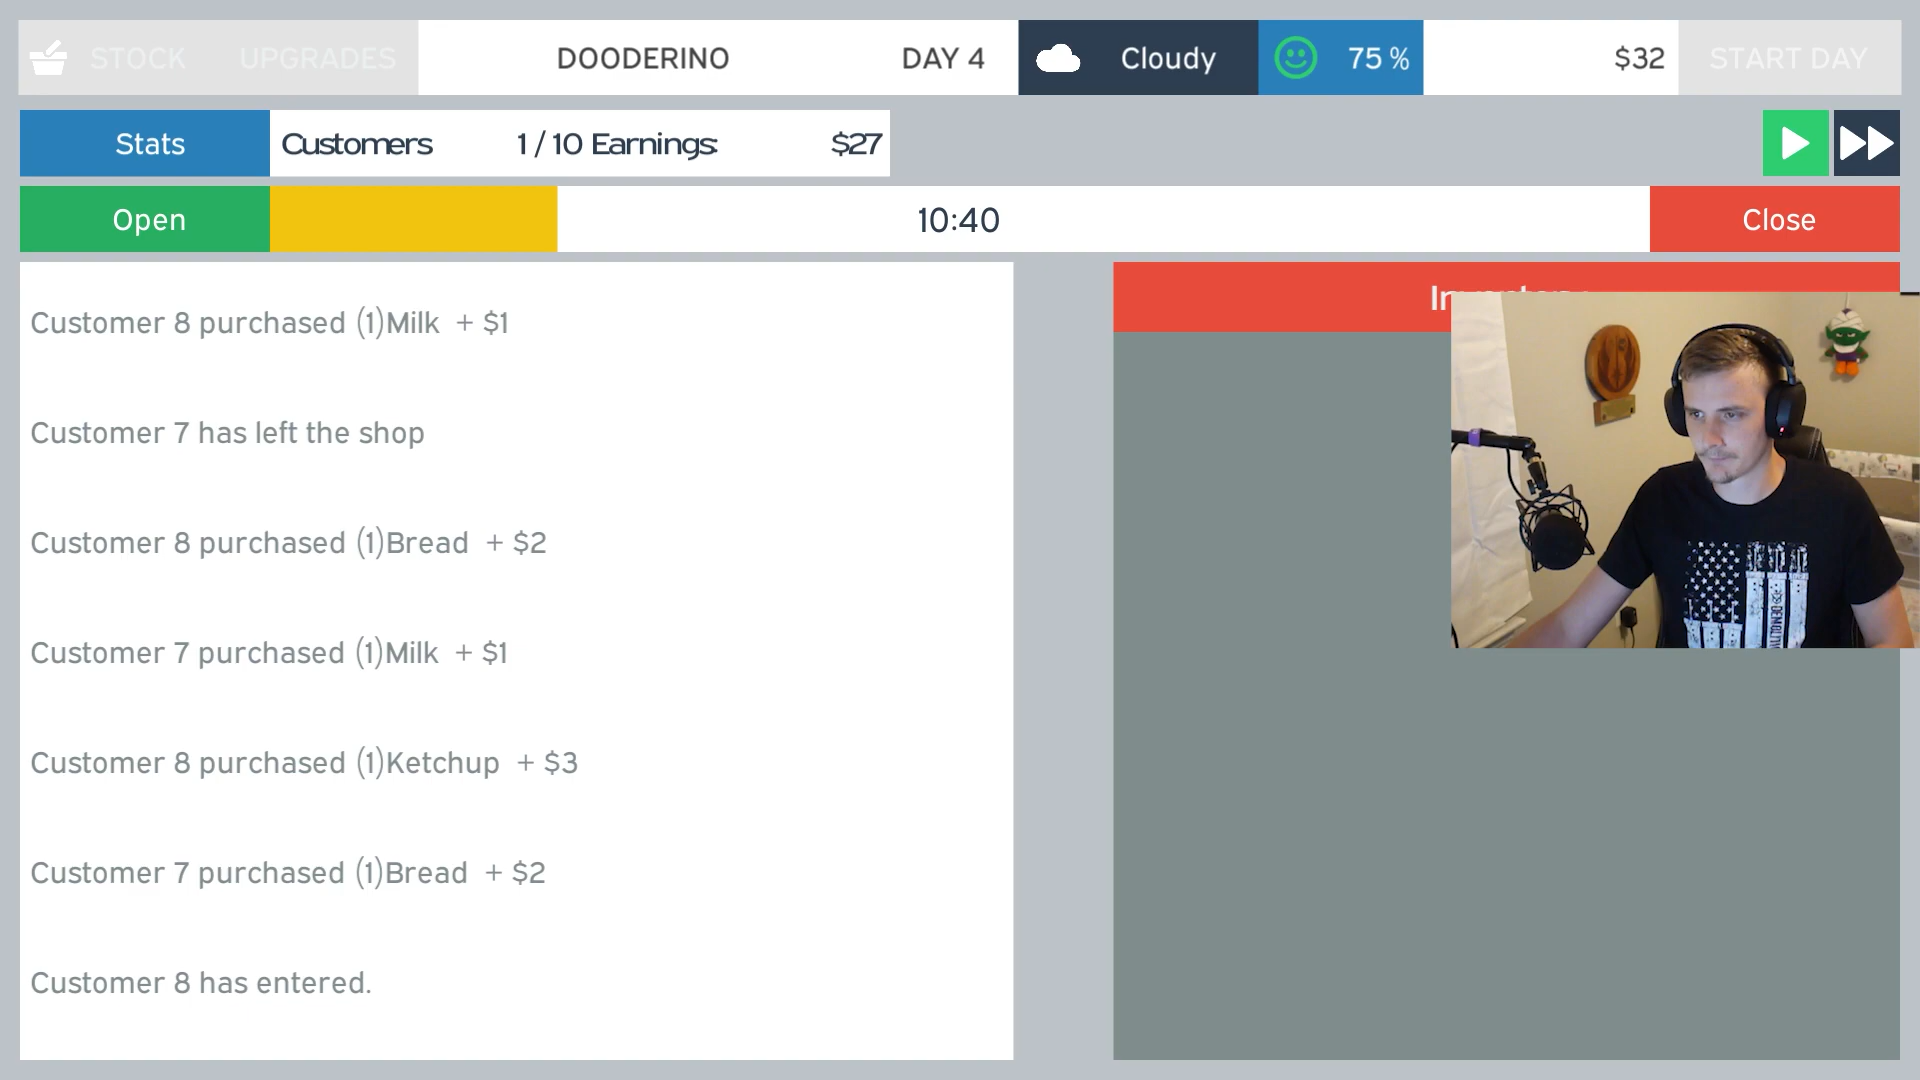 STOCK UPGRADES DOODERINO DAY 4 Cloudy 75 % $32 START DAY
Stats Customers 1 / 10 Earnings: $27
Open 10:40 Close
Customer 8 purchased (1)Milk + $1
Customer 7 has left the shop
Customer 8 purchased (1)Bread + $2
Customer 7 purchased (1)Milk + $1
Customer 8 purchased (1)Ketchup + $3
Customer 7 purchased (1)Bread + $2
Customer 8 has entered.